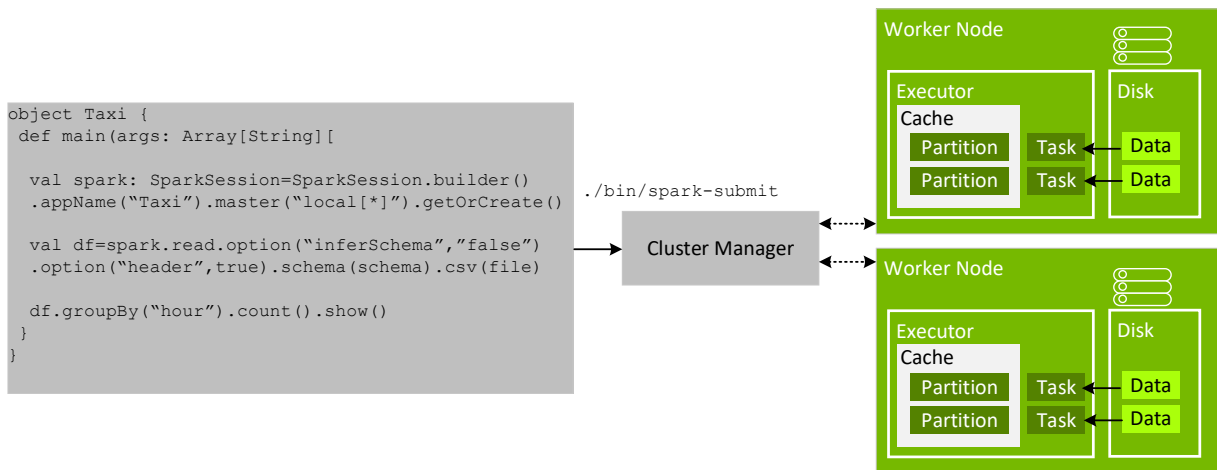 object Taxi {
def main(args: Array[String][
val spark: SparkSession=SparkSession.builder()
.appName(“Taxi”).master(“local[*]”).getOrCreate()
val df=spark.read.option(“inferSchema”,”false”)
.option(“header”,true).schema(schema).csv(file)
df.groupBy(“hour”).count().show()
}
}
./bin/spark-submit
Cluster Manager
Worker Node
Executor
Disk
Cache
Partition
Task
Data
Partition
Task
Data
Worker Node
Executor
Disk
Cache
Partition
Task
Data
Partition
Task
Data